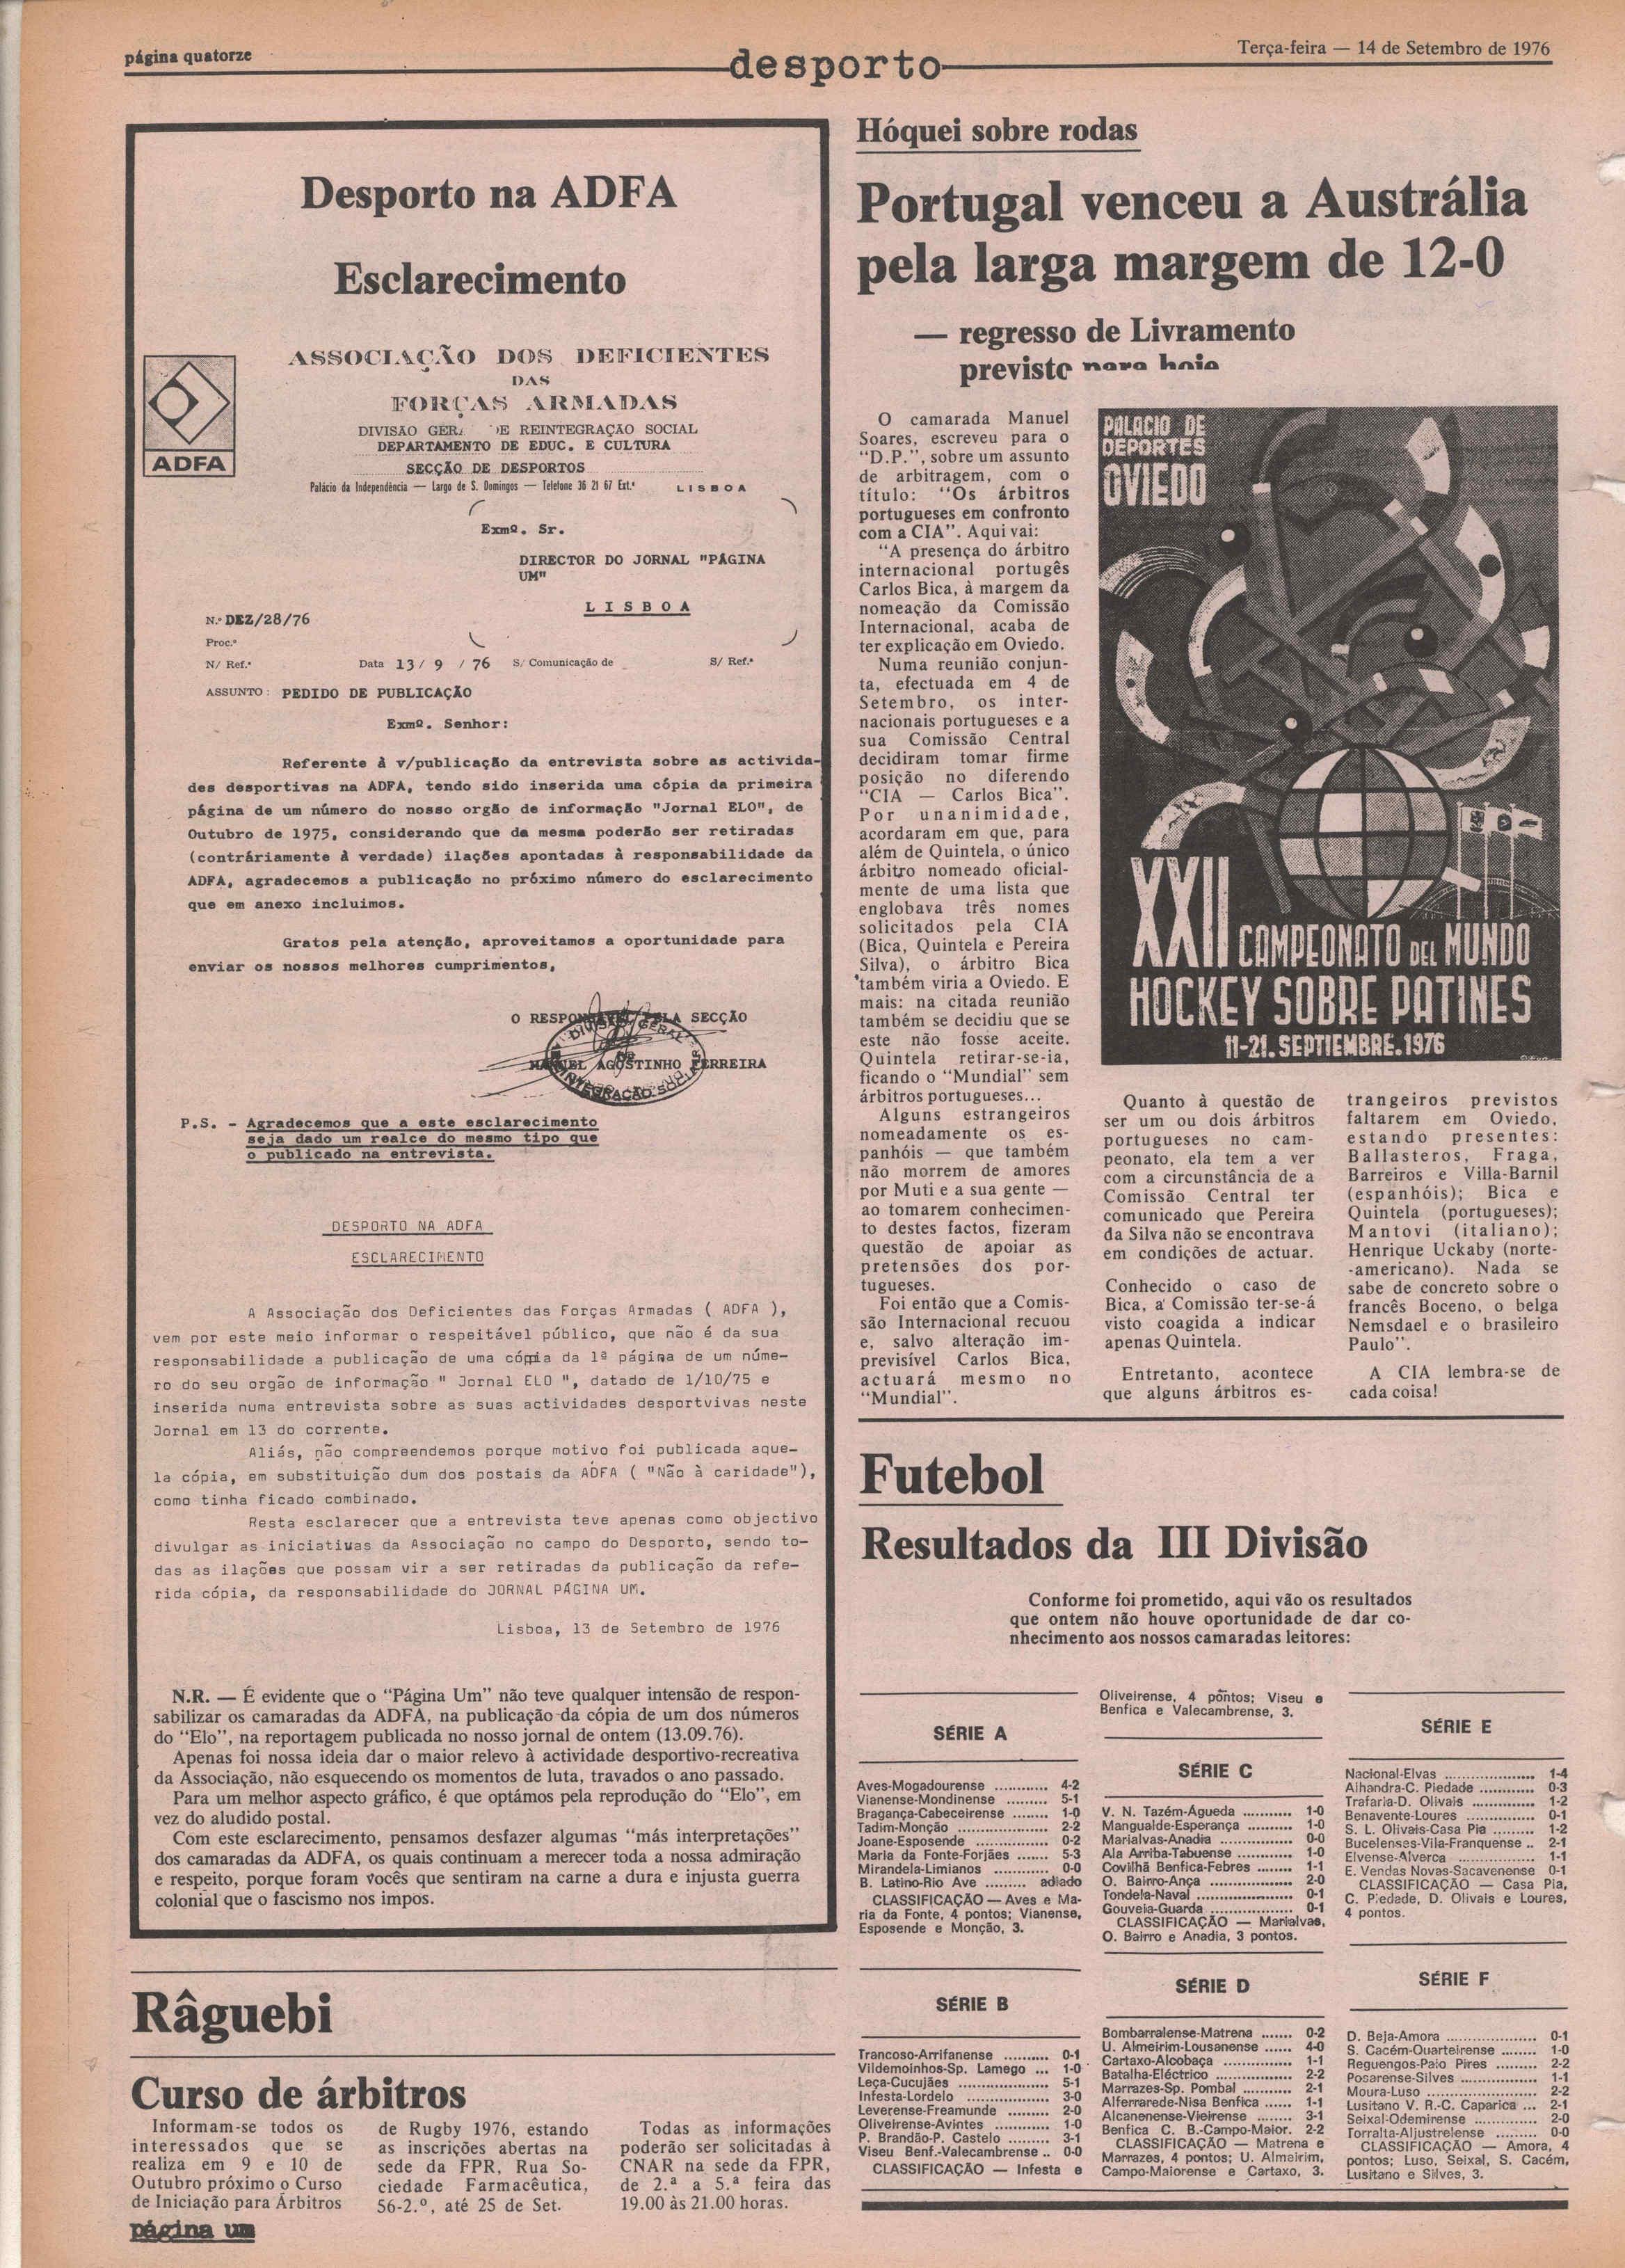 página quatorze
desporto
Terça-feira — 14 de Setembro de 1976
Desporto na ADFA
Esclarecimento
ADFA
ASSOCIAÇÃO DOS DEFICIENTES
DAS
FORÇAS ARMADAS
DIVISÃO GER DE REINTEGRAÇÃO SOCIAL
DEPARTAMENTO DE EDUC. E CULTURA
SECÇÃO DE DESPORTOS
Palácio da Independência — Largo de S. Domingos — Telefone 36 21 67 Ext.ª LISBOA
Exmº. Sr.
DIRECTOR DO JORNAL "PÁGINA
UM"
LISBOA
N.º DEZ/28/76
Proc.º
N/ Ref.ª Data 13/ 9 / 76 S/ Comunicação de S/ Ref.ª
ASSUNTO: PEDIDO DE PUBLICAÇÃO
Exmº. Senhor:
Referente à v/publicação da entrevista sobre as activida-
des desportivas na ADFA, tendo sido inserida uma cópia da primeira
página de um número do nosso orgão de informação "Jornal ELO", de
Outubro de 1975, considerando que da mesma poderão ser retiradas
(contráriamente à verdade) ilações apontadas à responsabilidade da
ADFA, agradecemos a publicação no próximo número do esclarecimento
que em anexo incluimos.
Gratos pela atenção, aproveitamos a oportunidade para
enviar os nossos melhores cumprimentos,
O RESPONSÁVEL PELA SECÇÃO
MANUEL AGOSTINHO FERREIRA
P.S. - Agradecemos que a este esclarecimento
seja dado um realce do mesmo tipo que
o publicado na entrevista.
DESPORTO NA ADFA
ESCLARECIMENTO
A Associação dos Deficientes das Forças Armadas ( ADFA ),
vem por este meio informar o respeitável público, que não é da sua
responsabilidade a publicação de uma cópia da 1ª página de um núme-
ro do seu orgão de informação " Jornal ELO ", datado de 1/10/75 e
inserida numa entrevista sobre as suas actividades desportvivas neste
Jornal em 13 do corrente.
Aliás, não compreendemos porque motivo foi publicada aque-
la cópia, em substituição dum dos postais da ADFA ( "Não à caridade"),
como tinha ficado combinado.
Resta esclarecer que a entrevista teve apenas como objectivo
divulgar as iniciativas da Associação no campo do Desporto, sendo to-
das as ilações que possam vir a ser retiradas da publicação da refe-
rida cópia, da responsabilidade do JORNAL PÁGINA UM.
Lisboa, 13 de Setembro de 1976
N.R. — É evidente que o “Página Um” não teve qualquer intensão de respon-
sabilizar os camaradas da ADFA, na publicação da cópia de um dos números
do “Elo”, na reportagem publicada no nosso jornal de ontem (13.09.76).
Apenas foi nossa ideia dar o maior relevo à actividade desportivo-recreativa
da Associação, não esquecendo os momentos de luta, travados o ano passado.
Para um melhor aspecto gráfico, é que optámos pela reprodução do “Elo”, em
vez do aludido postal.
Com este esclarecimento, pensamos desfazer algumas “más interpretações”
dos camaradas da ADFA, os quais continuam a merecer toda a nossa admiração
e respeito, porque foram vocês que sentiram na carne a dura e injusta guerra
colonial que o fascismo nos impos.
Râguebi
Curso de árbitros
Informam-se todos os
interessados que se
realiza em 9 e 10 de
Outubro próximo o Curso
de Iniciação para Árbitros
de Rugby 1976, estando
as inscrições abertas na
sede da FPR, Rua So-
ciedade Farmacêutica,
56-2.º, até 25 de Set.
Todas as informações
poderão ser solicitadas à
CNAR na sede da FPR,
de 2.ª a 5.ª feira das
19.00 às 21.00 horas.
página um
Hóquei sobre rodas
Portugal venceu a Austrália
pela larga margem de 12-0
— regresso de Livramento
previsto para hoje
O camarada Manuel
Soares, escreveu para o
“D.P.”, sobre um assunto
de arbitragem, com o
título: “Os árbitros
portugueses em confronto
com a CIA”. Aqui vai:
“A presença do árbitro
internacional portugês
Carlos Bica, à margem da
nomeação da Comissão
Internacional, acaba de
ter explicação em Oviedo.
Numa reunião conjun-
ta, efectuada em 4 de
Setembro, os inter-
nacionais portugueses e a
sua Comissão Central
decidiram tomar firme
posição no diferendo
“CIA — Carlos Bica”.
Por unanimidade,
acordaram em que, para
além de Quintela, o único
árbitro nomeado oficial-
mente de uma lista que
englobava três nomes
solicitados pela CIA
(Bica, Quintela e Pereira
Silva), o árbitro Bica
também viria a Oviedo. E
mais: na citada reunião
também se decidiu que se
este não fosse aceite.
Quintela retirar-se-ia,
ficando o “Mundial” sem
árbitros portugueses...
Alguns estrangeiros
nomeadamente os es-
panhóis — que também
não morrem de amores
por Muti e a sua gente —
ao tomarem conhecimen-
to destes factos, fizeram
questão de apoiar as
pretensões dos por-
tugueses.
Foi então que a Comis-
são Internacional recuou
e, salvo alteração im-
previsível Carlos Bica,
actuará mesmo no
“Mundial”.
PALACIO DE
DEPORTES
OVIEDO
XXII CAMPEONATO DEL MUNDO
HOCKEY SOBRE PATINES
11-21. SEPTIEMBRE. 1976
Quanto à questão de
ser um ou dois árbitros
portugueses no cam-
peonato, ela tem a ver
com a circunstância de a
Comissão Central ter
comunicado que Pereira
da Silva não se encontrava
em condições de actuar.
Conhecido o caso de
Bica, a Comissão ter-se-á
visto coagida a indicar
apenas Quintela.
Entretanto, acontece
que alguns árbitros es-
trangeiros previstos
faltarem em Oviedo,
estando presentes:
Ballasteros, Fraga,
Barreiros e Villa-Barnil
(espanhóis); Bica e
Quintela (portugueses);
Mantovi (italiano);
Henrique Uckaby (norte-
-americano). Nada se
sabe de concreto sobre o
francês Boceno, o belga
Nemsdael e o brasileiro
Paulo”.
A CIA lembra-se de
cada coisa!
Futebol
Resultados da III Divisão
Conforme foi prometido, aqui vão os resultados
que ontem não houve oportunidade de dar co-
nhecimento aos nossos camaradas leitores:
SÉRIE A
Aves-Mogadourense ............ 4-2
Vianense-Mondinense ......... 5-1
Bragança-Cabeceirense ........ 1-0
Tadim-Monção .................... 2-2
Joane-Esposende ................ 0-2
Maria da Fonte-Forjães ...... 5-3
Mirandela-Limianos ............ 0-0
B. Latino-Rio Ave ......... adiado
CLASSIFICAÇÃO — Aves e Ma-
ria da Fonte, 4 pontos; Vianense,
Esposende e Monção, 3.
SÉRIE B
Trancoso-Arrifanense .......... 0-1
Vildemoinhos-Sp. Lamego ... 1-0
Leça-Cucujães .................... 5-1
Infesta-Lordelo .................. 3-0
Leverense-Freamunde ......... 2-0
Oliveirense-Avintes ............. 1-0
P. Brandão-P. Castelo ......... 3-1
Viseu Benf.-Valecambrense .. 0-0
CLASSIFICAÇÃO — Infesta e
Oliveirense, 4 pontos; Viseu e
Benfica e Valecambrense, 3.
SÉRIE C
V. N. Tazém-Águeda ........... 1-0
Mangualde-Esperança .......... 1-0
Marialvas-Anadia ................ 0-0
Ala Arriba-Tabuense ........... 1-0
Covilhã Benfica-Febres ........ 1-1
O. Bairro-Ança .................. 2-0
Tondela-Naval .................... 0-1
Gouveia-Guarda ................. 0-1
CLASSIFICAÇÃO — Marialvas,
O. Bairro e Anadia, 3 pontos.
SÉRIE D
Bombarralense-Matrena ....... 0-2
U. Almeirim-Lousanense ...... 4-0
Cartaxo-Alcobaça ............... 1-1
Batalha-Eléctrico ................ 2-2
Marrazes-Sp. Pombal .......... 2-1
Alferrarede-Nisa Benfica ...... 1-1
Alcanenense-Vieirense ........ 3-1
Benfica C. B.-Campo-Maior. 2-2
CLASSIFICAÇÃO — Matrena e
Marrazes, 4 pontos; U. Almeirim,
Campo-Maiorense e Cartaxo, 3.
SÉRIE E
Nacional-Elvas .................... 1-4
Alhandra-C. Piedade ............ 0-3
Trafaria-D. Olivais .............. 1-2
Benavente-Loures ............... 0-1
S. L. Olivais-Casa Pia ......... 1-2
Bucelenses-Vila-Franquense .. 2-1
Elvense-Alverca .................. 1-1
E. Vendas Novas-Sacavenense 0-1
CLASSIFICAÇÃO — Casa Pia,
C. Piedade, D. Olivais e Loures,
4 pontos.
SÉRIE F
D. Beja-Amora .................... 0-1
S. Cacém-Quarteirense ........ 1-0
Reguengos-Paio Pires ......... 2-2
Posarense-Silves ................. 1-1
Moura-Luso ........................ 2-2
Lusitano V. R.-C. Caparica ... 2-1
Seixal-Odemirense .............. 2-0
Torralta-Aljustrelense .......... 0-0
CLASSIFICAÇÃO — Amora, 4
pontos; Luso, Seixal, S. Cacém,
Lusitano e Silves, 3.